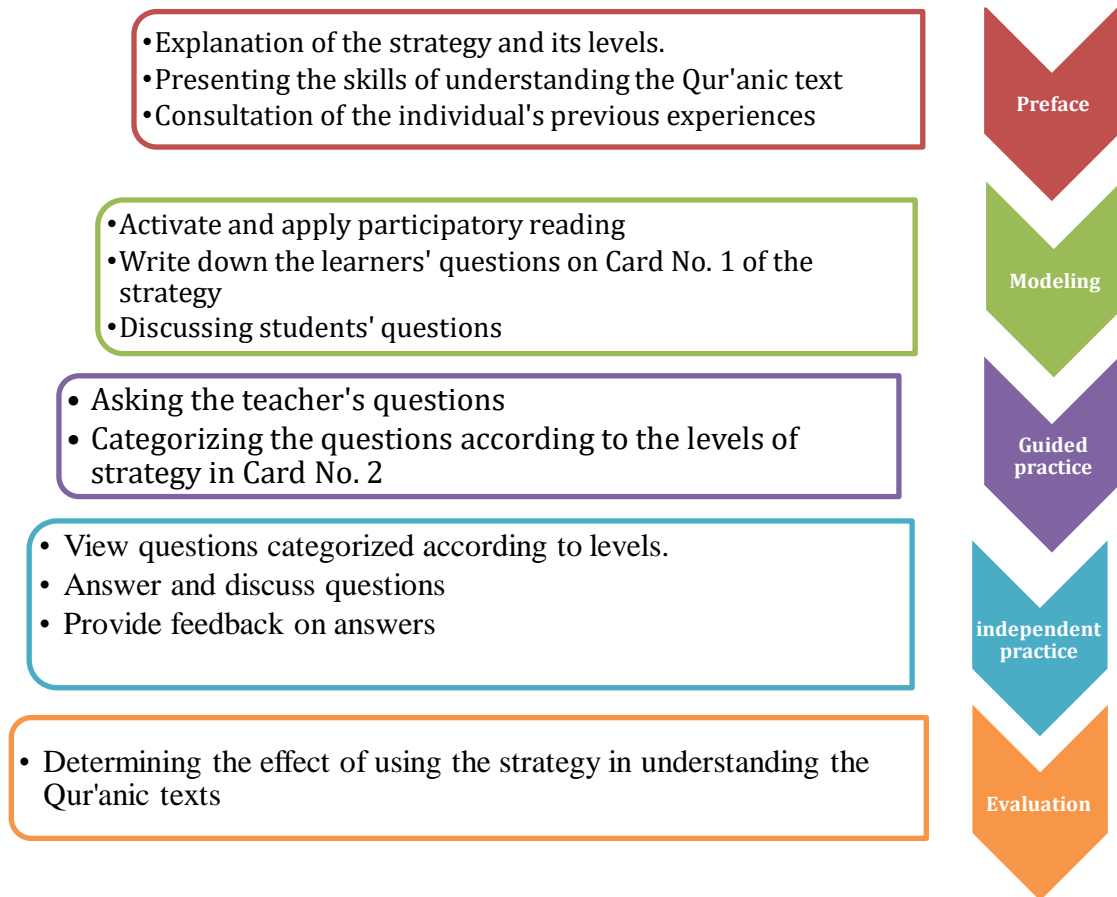 •Explanation of the strategy and its levels.
•Presenting the skills of understanding the Qur'anic text
•Consultation of the individual's previous experiences
Preface
•Activate and apply participatory reading
•Write down the learners' questions on Card No. 1 of the
strategy
•Discussing students' questions
Modeling
• Asking the teacher's questions
• Categorizing the questions according to the levels of
strategy in Card No. 2
Guided
practice
• View questions categorized according to levels.
• Answer and discuss questions
• Provide feedback on answers
independent
practice
• Determining the effect of using the strategy in understanding the
Qur'anic texts
Evaluation